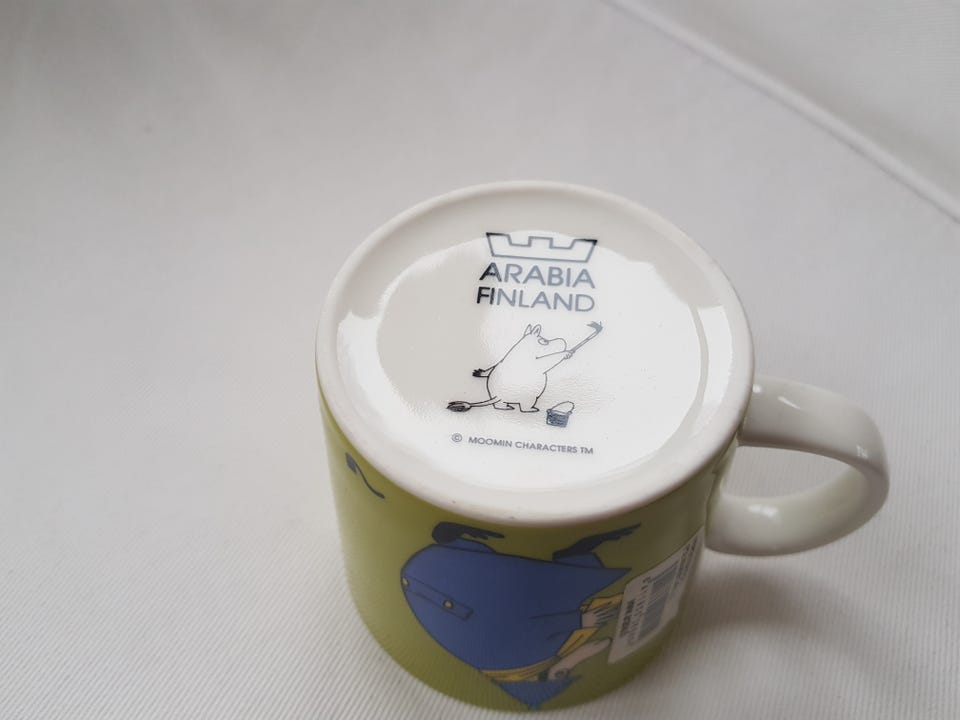 ARABIA
FINLAND
© MOOMIN CHARACTERS TM